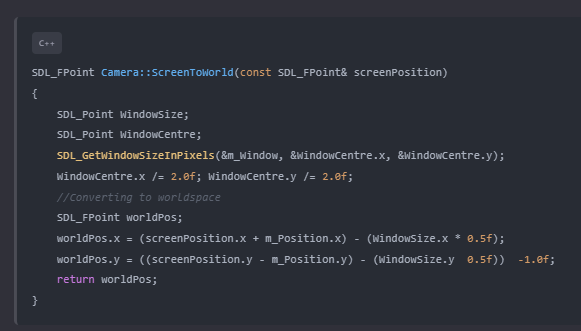 C++
SDL_FPoint Camera::ScreenToWorld(const SDL_FPoint& screenPosition)
{
    SDL_Point WindowSize;
    SDL_Point WindowCentre;
    SDL_GetWindowSizeInPixels(&m_Window, &WindowCentre.x, &WindowCentre.y);
    WindowCentre.x /= 2.0f; WindowCentre.y /= 2.0f;
    //Converting to worldspace
    SDL_FPoint worldPos;
    worldPos.x = (screenPosition.x + m_Position.x) - (WindowSize.x * 0.5f);
    worldPos.y = ((screenPosition.y - m_Position.y) - (WindowSize.y  0.5f))  -1.0f;
    return worldPos;
}